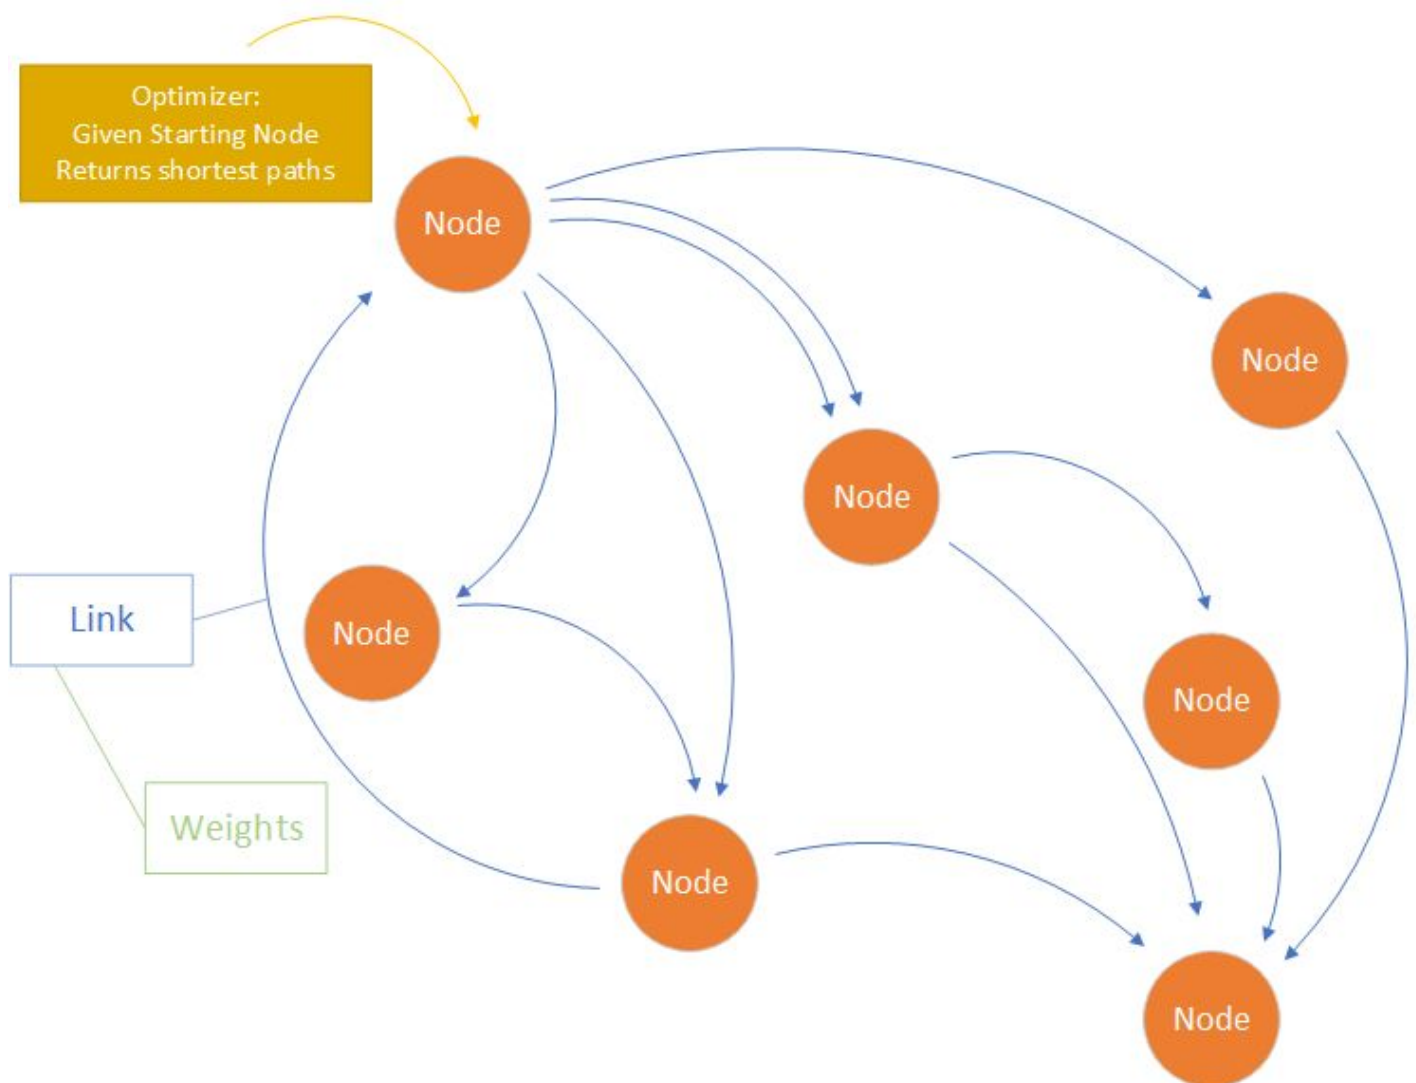 Optimizer:
Given Starting Node
Returns shortest paths
Node
Node
Node
Link
Node
Node
Weights
Node
Node